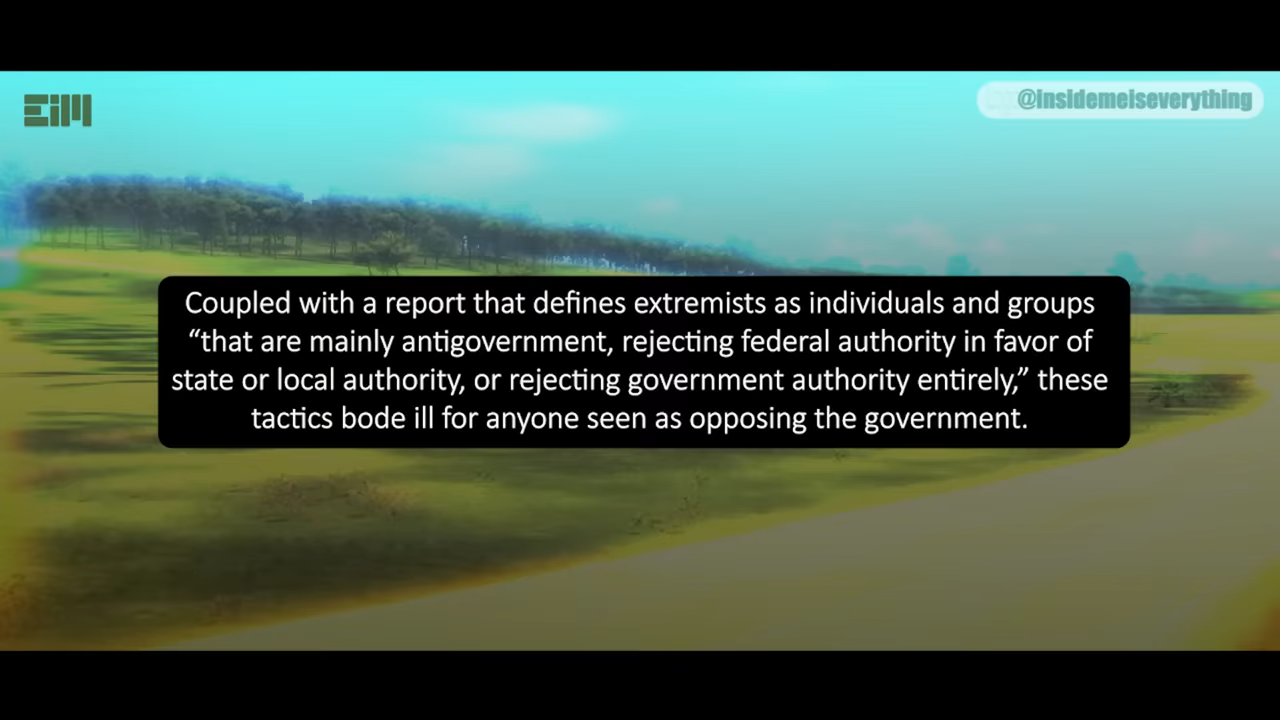 EiM
@insidemeiseverything
Coupled with a report that defines extremists as individuals and groups
“that are mainly antigovernment, rejecting federal authority in favor of
state or local authority, or rejecting government authority entirely,” these
tactics bode ill for anyone seen as opposing the government.